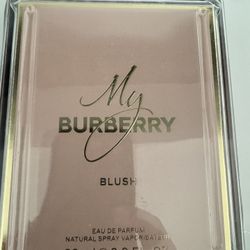 My
BURBERRY
BLUSH
EAU DE PARFUM
NATURAL SPRAY VAPORISATEUR